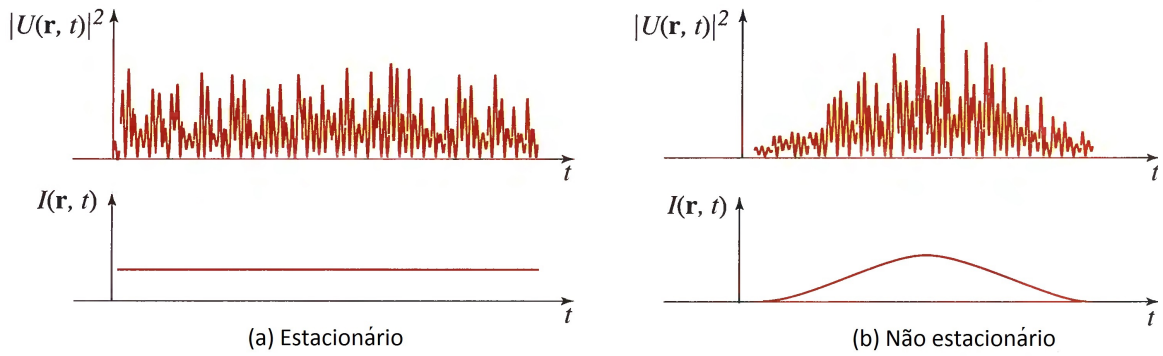 |U(r, t)|²
t
I(r, t)
t
(a) Estacionário
|U(r, t)|²
t
I(r, t)
t
(b) Não estacionário